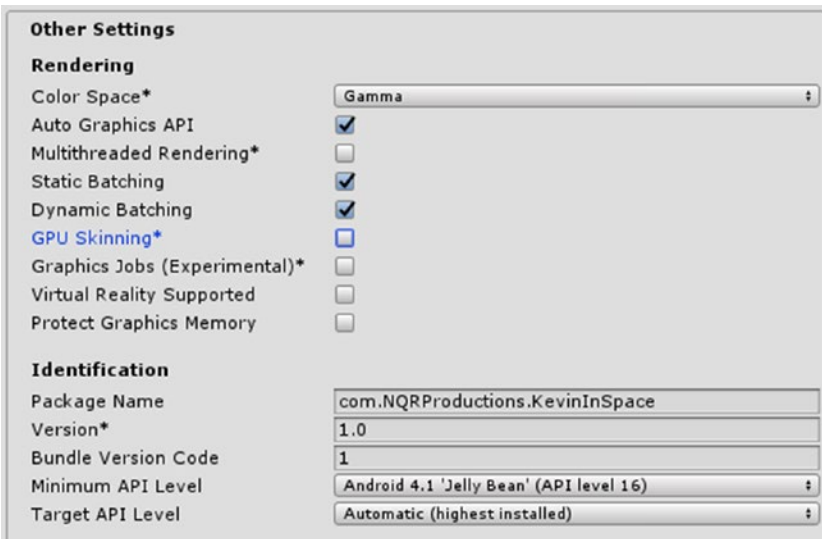 Other Settings
Rendering
Color Space* Gamma
Auto Graphics API
Multithreaded Rendering*
Static Batching
Dynamic Batching
GPU Skinning*
Graphics Jobs (Experimental)*
Virtual Reality Supported
Protect Graphics Memory
Identification
Package Name com.NQRProductions.KevinInSpace
Version* 1.0
Bundle Version Code 1
Minimum API Level Android 4.1 'Jelly Bean' (API level 16)
Target API Level Automatic (highest installed)